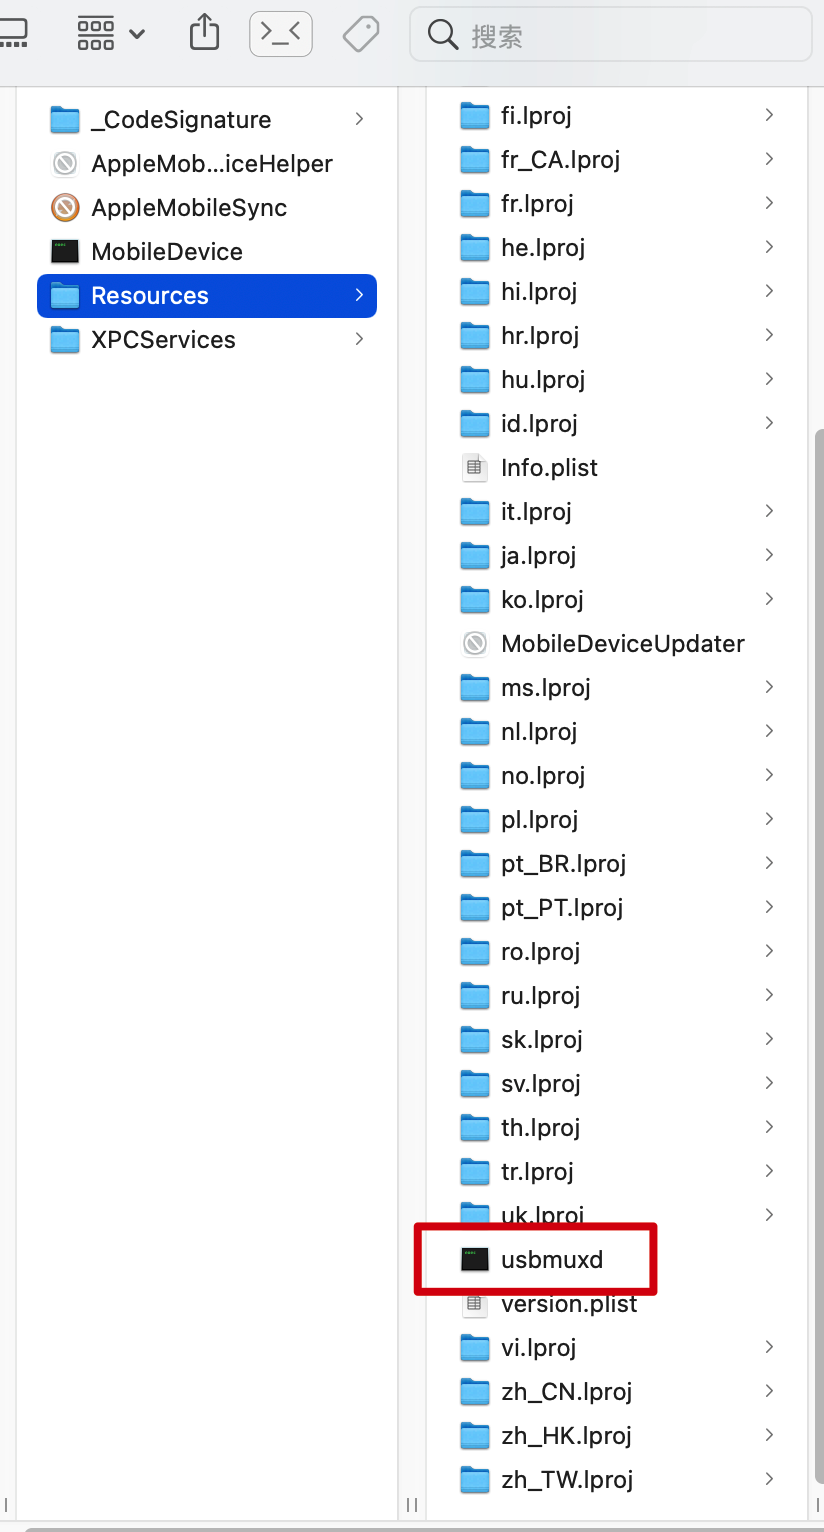 搜索
_CodeSignature
AppleMob...iceHelper
AppleMobileSync
MobileDevice
Resources
XPCServices
fi.lproj
fr_CA.lproj
fr.lproj
he.lproj
hi.lproj
hr.lproj
hu.lproj
id.lproj
Info.plist
it.lproj
ja.lproj
ko.lproj
MobileDeviceUpdater
ms.lproj
nl.lproj
no.lproj
pl.lproj
pt_BR.lproj
pt_PT.lproj
ro.lproj
ru.lproj
sk.lproj
sv.lproj
th.lproj
tr.lproj
uk.lproj
usbmuxd
version.plist
vi.lproj
zh_CN.lproj
zh_HK.lproj
zh_TW.lproj